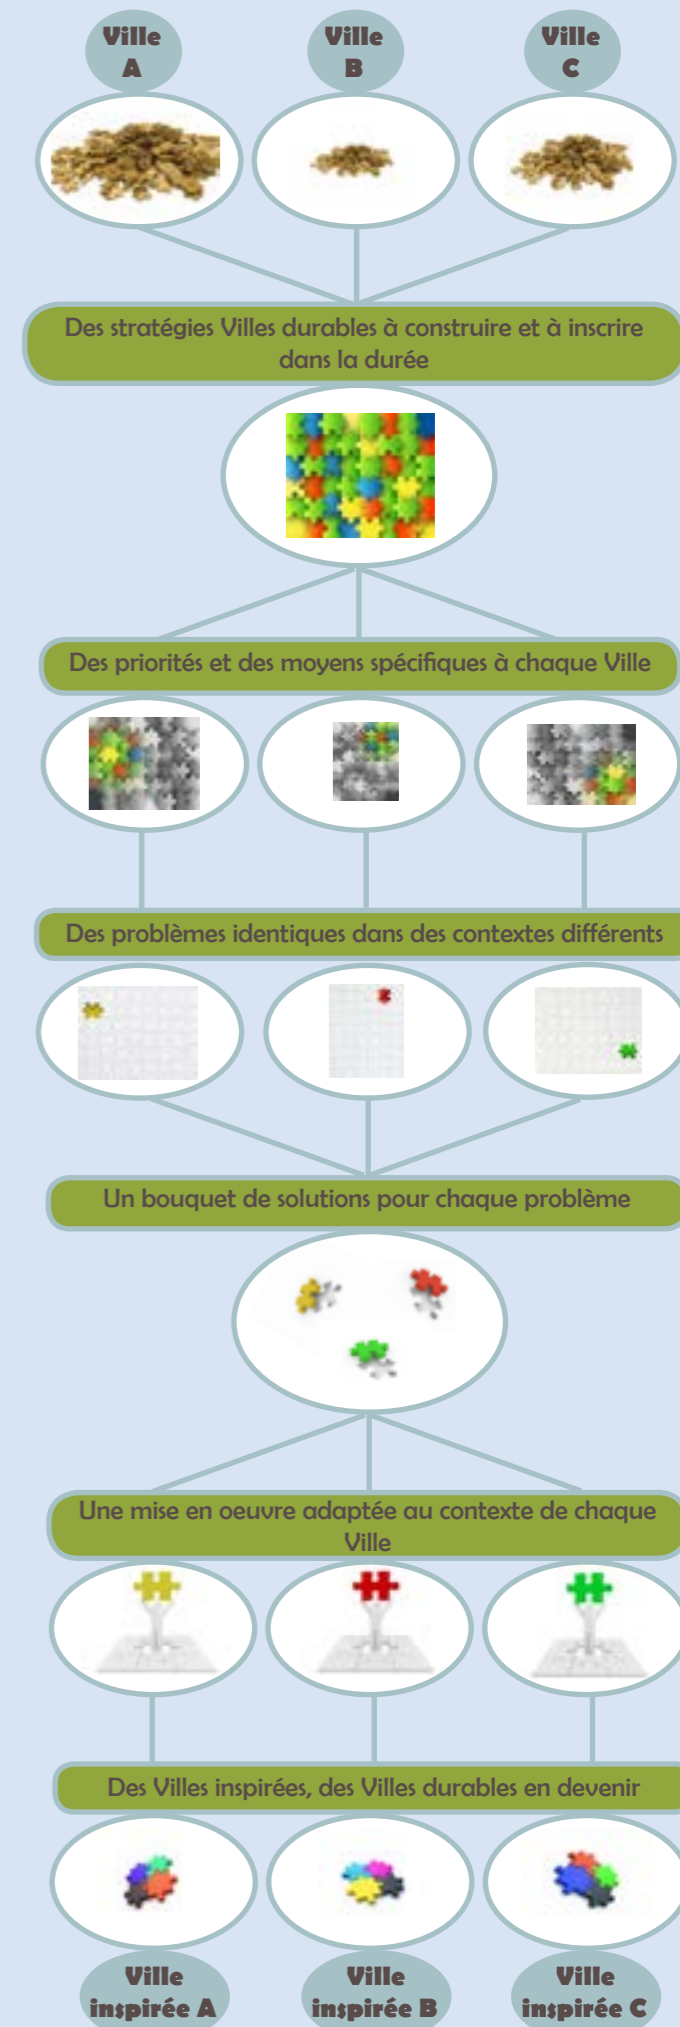 Ville
A
Ville
B
Ville
C
Des stratégies Villes durables à construire et à inscrire
dans la durée
Des priorités et des moyens spécifiques à chaque Ville
Des problèmes identiques dans des contextes différents
Un bouquet de solutions pour chaque problème
Une mise en oeuvre adaptée au contexte de chaque
Ville
Des Villes inspirées, des Villes durables en devenir
Ville
inspirée A
Ville
inspirée B
Ville
inspirée C